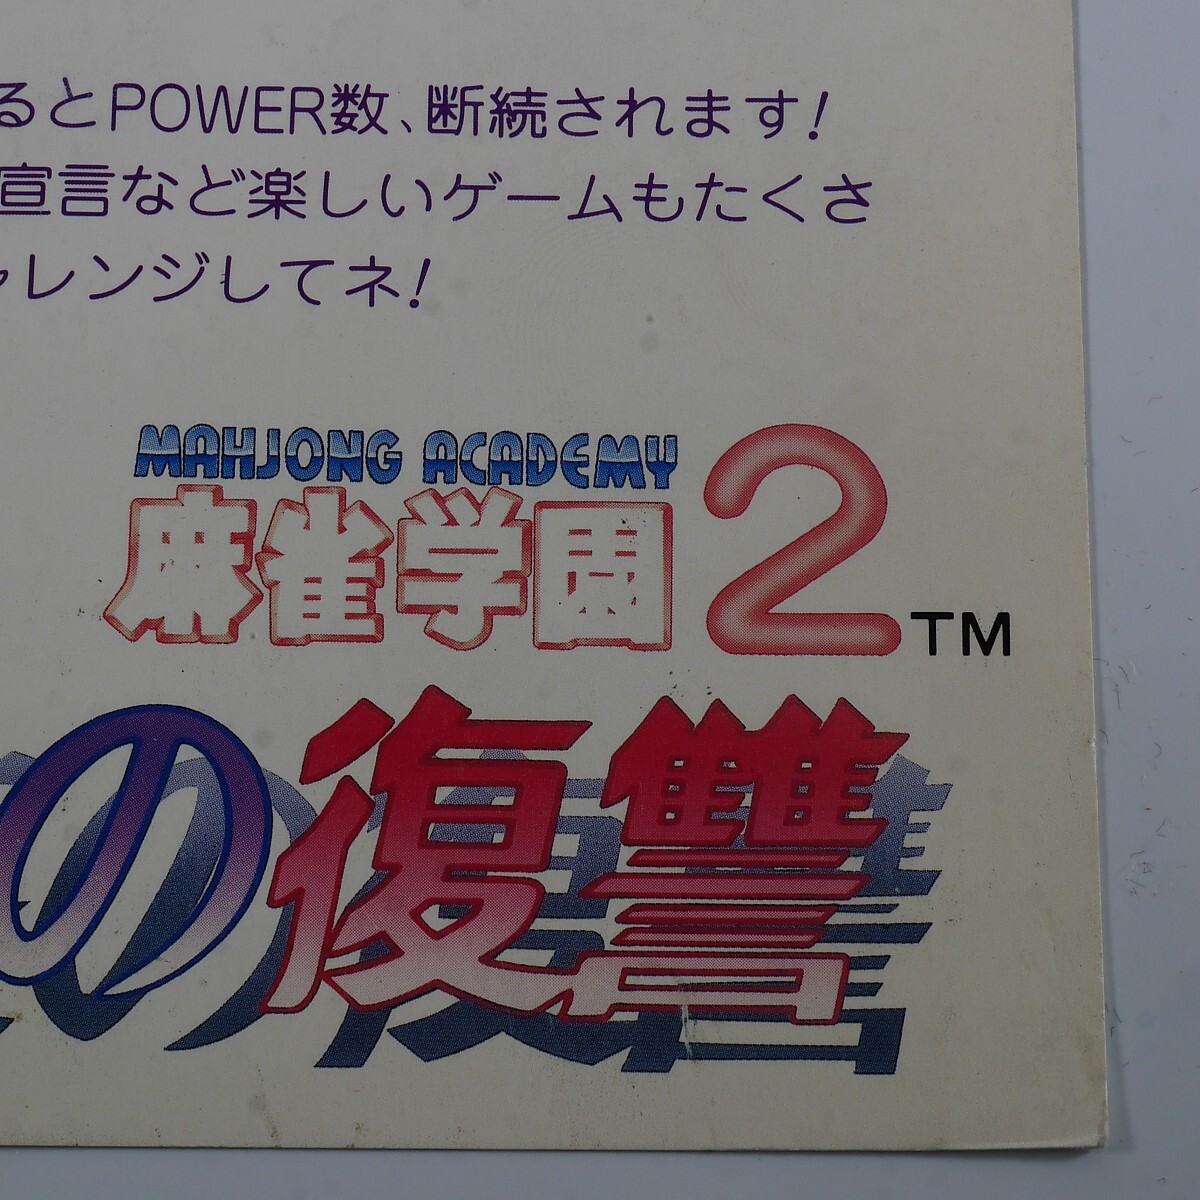 るとPOWER数、断続されます!
宣言など楽しいゲームもたくさ
ャレンジしてネ!
MAHJONG ACADEMY
麻雀学園2 TM
の復讐